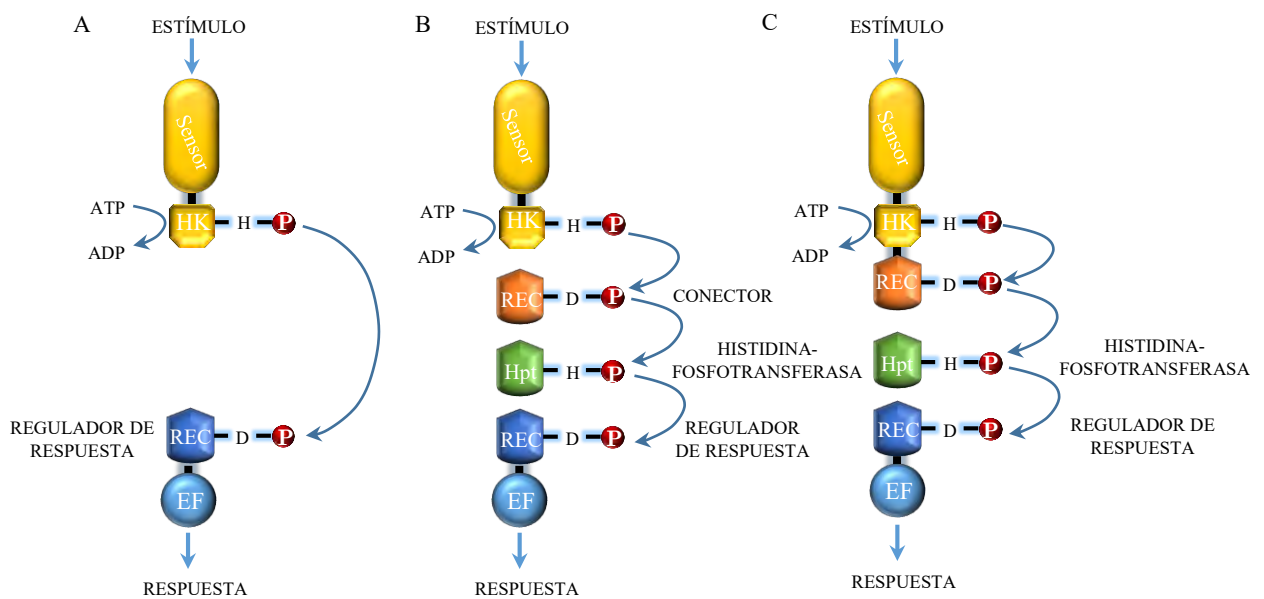 A
ESTÍMULO
Sensor
ATP
HK
H
P
ADP
REGULADOR DE
RESPUESTA
REC
D
P
EF
RESPUESTA
B
ESTÍMULO
Sensor
ATP
HK
H
P
ADP
REC
D
P
CONECTOR
Hpt
H
P
HISTIDINA-
FOSFOTRANSFERASA
REC
D
P
REGULADOR
DE RESPUESTA
EF
RESPUESTA
C
ESTÍMULO
Sensor
ATP
HK
H
P
ADP
REC
D
P
Hpt
H
P
HISTIDINA-
FOSFOTRANSFERASA
REC
D
P
REGULADOR DE
RESPUESTA
EF
RESPUESTA